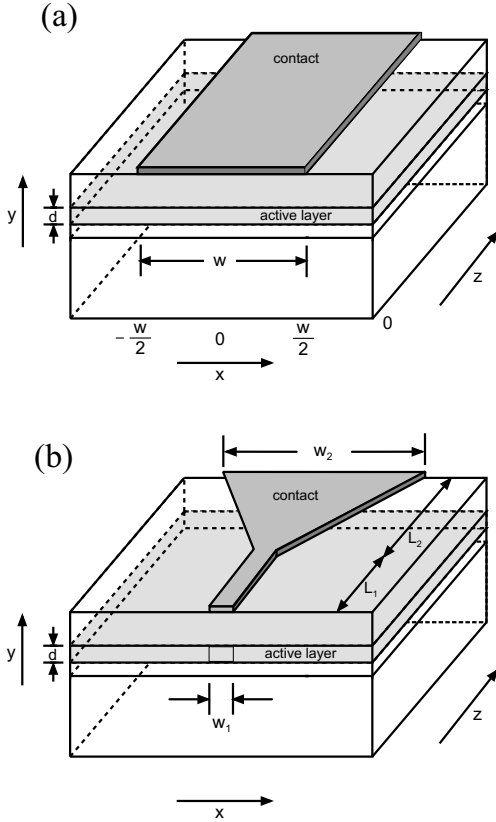 (a)
contact
y
d
active layer
w
z
− w/2
0
w/2
0
x
(b)
w₂
contact
L₂
L₁
y
d
active layer
w₁
z
x